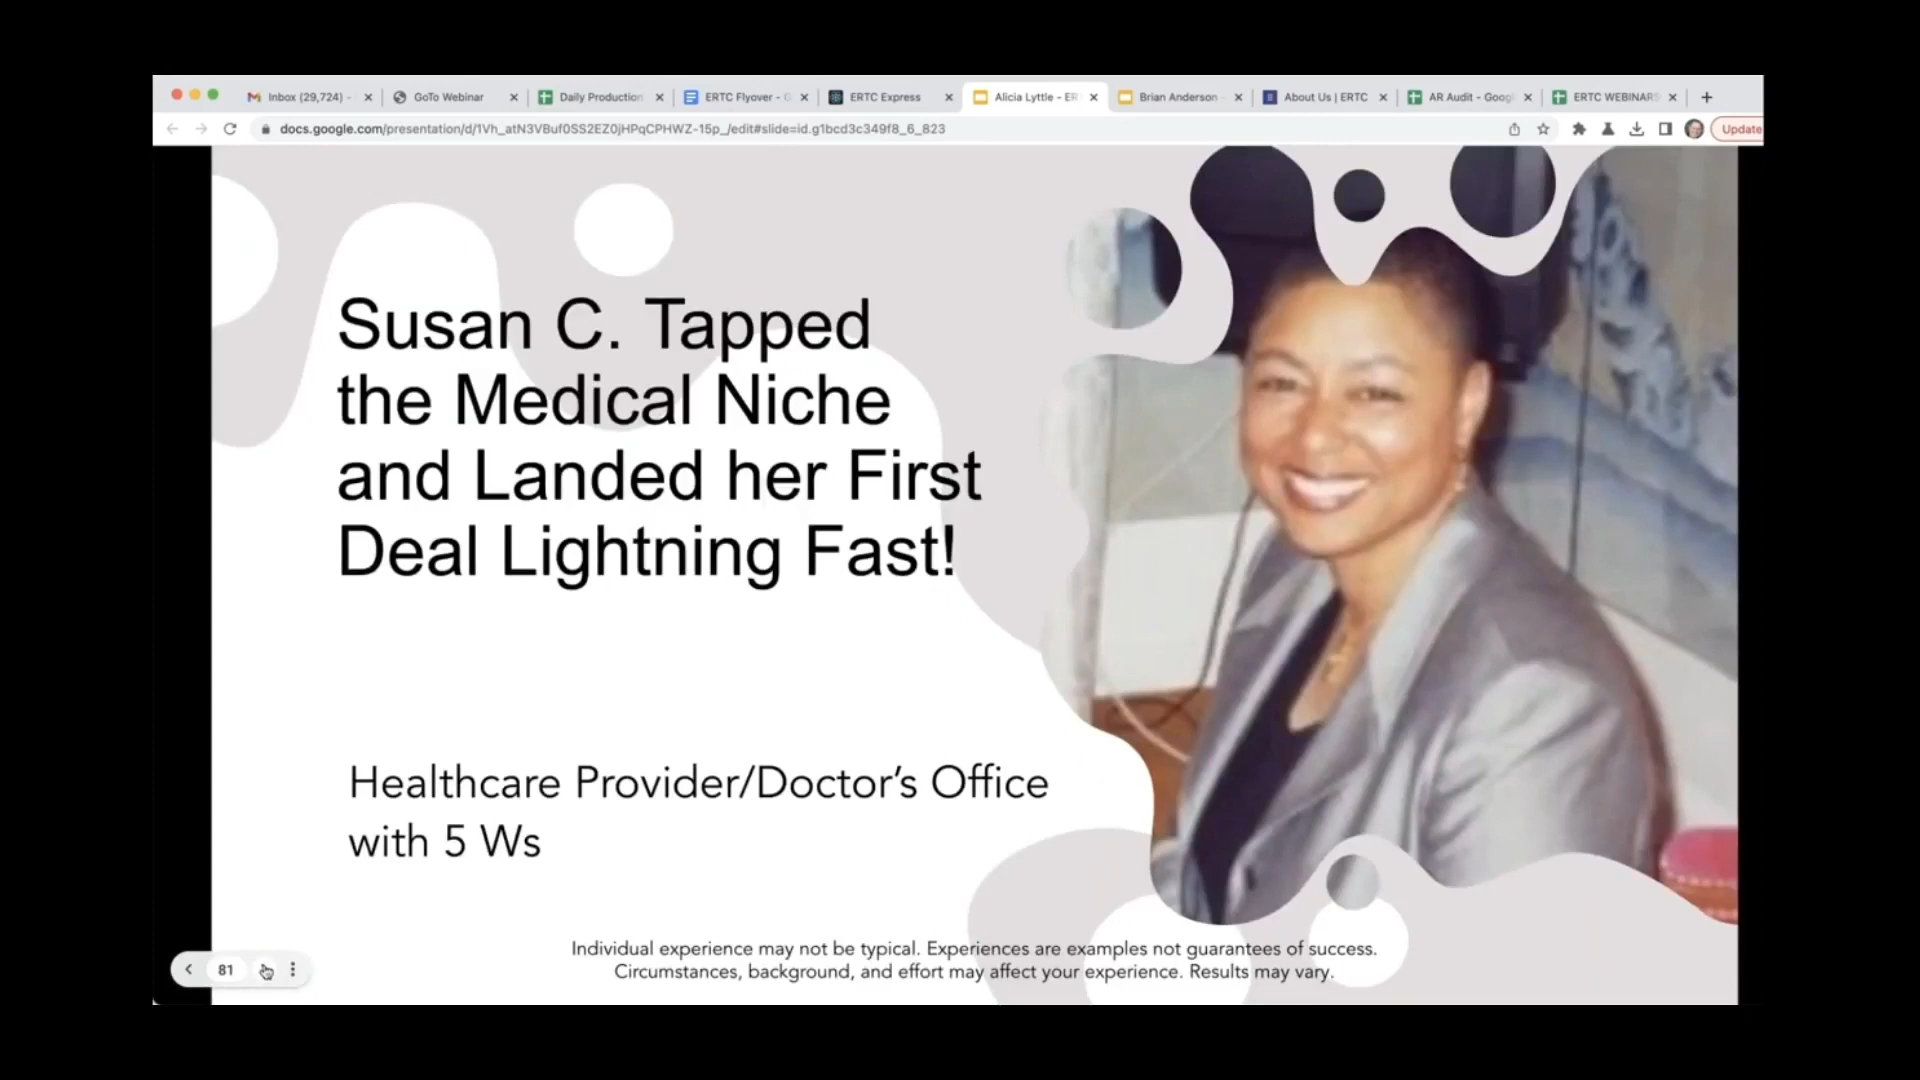 Inbox (29,724) -
GoTo Webinar
Daily Production
ERTC Flyover - G
ERTC Express
Alicia Lyttle - ER
Brian Anderson -
About Us | ERTC
AR Audit - Goog
ERTC WEBINARS
docs.google.com/presentation/d/1Vh_atN3VBuf0SS2EZ0jHPqCPHWZ-15p_/edit#slide=id.g1bcd3c349f8_6_823
Update
Susan C. Tapped
the Medical Niche
and Landed her First
Deal Lightning Fast!
Healthcare Provider/Doctor's Office
with 5 Ws
Individual experience may not be typical. Experiences are examples not guarantees of success.
Circumstances, background, and effort may affect your experience. Results may vary.
81